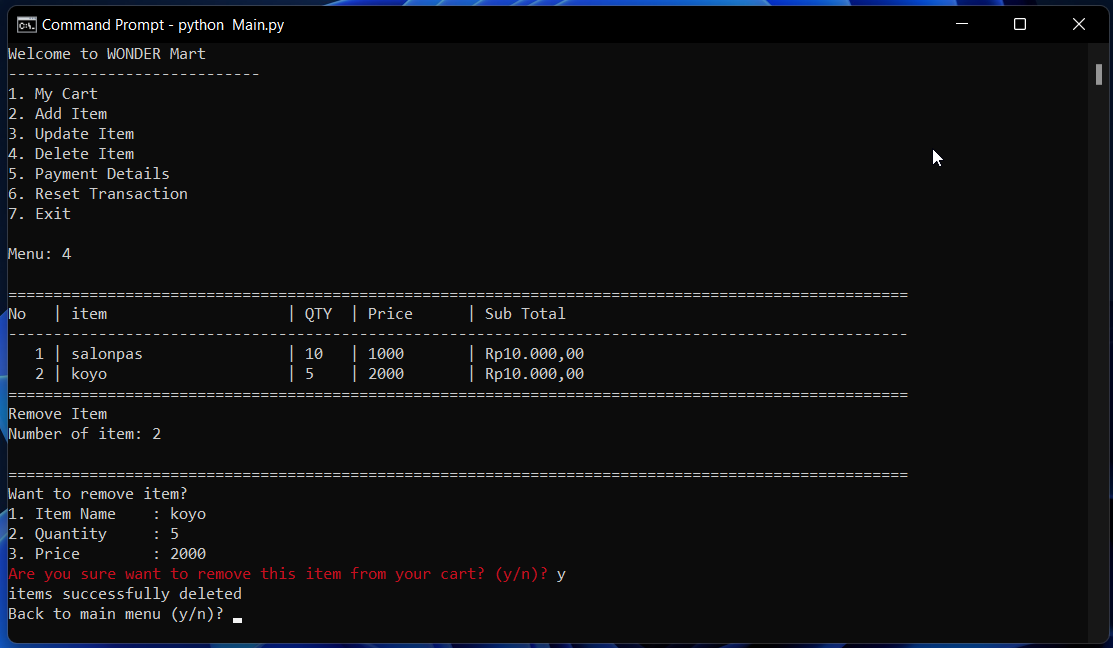 Command Prompt - python  Main.py
Welcome to WONDER Mart
----------------------------
1. My Cart
2. Add Item
3. Update Item
4. Delete Item
5. Payment Details
6. Reset Transaction
7. Exit
Menu: 4
====================================================================================================
No   | item                    | QTY  | Price      | Sub Total
----------------------------------------------------------------------------------------------------
   1 | salonpas                | 10   | 1000       | Rp10.000,00
   2 | koyo                    | 5    | 2000       | Rp10.000,00
====================================================================================================
Remove Item
Number of item: 2
====================================================================================================
Want to remove item?
1. Item Name    : koyo
2. Quantity     : 5
3. Price        : 2000
Are you sure want to remove this item from your cart? (y/n)? y
items successfully deleted
Back to main menu (y/n)?